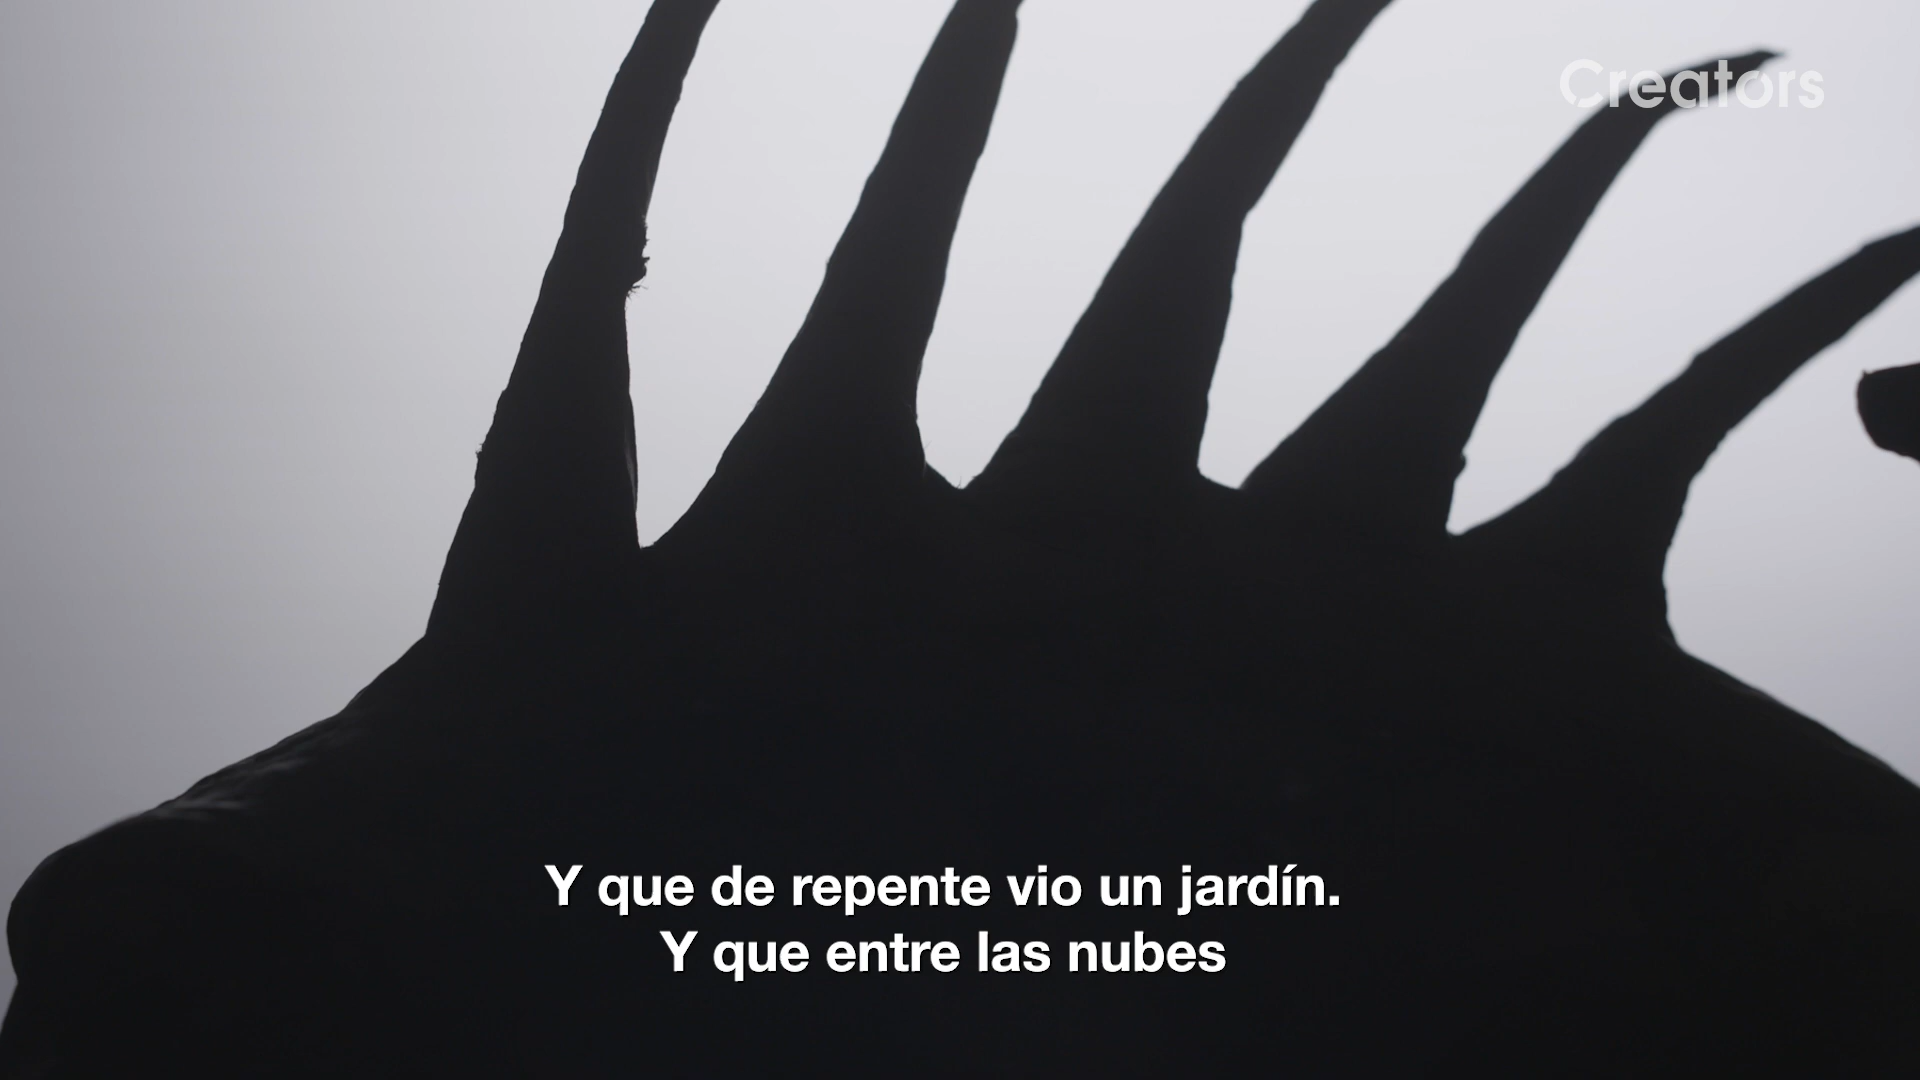 Creators
Y que de repente vio un jardín.
Y que entre las nubes